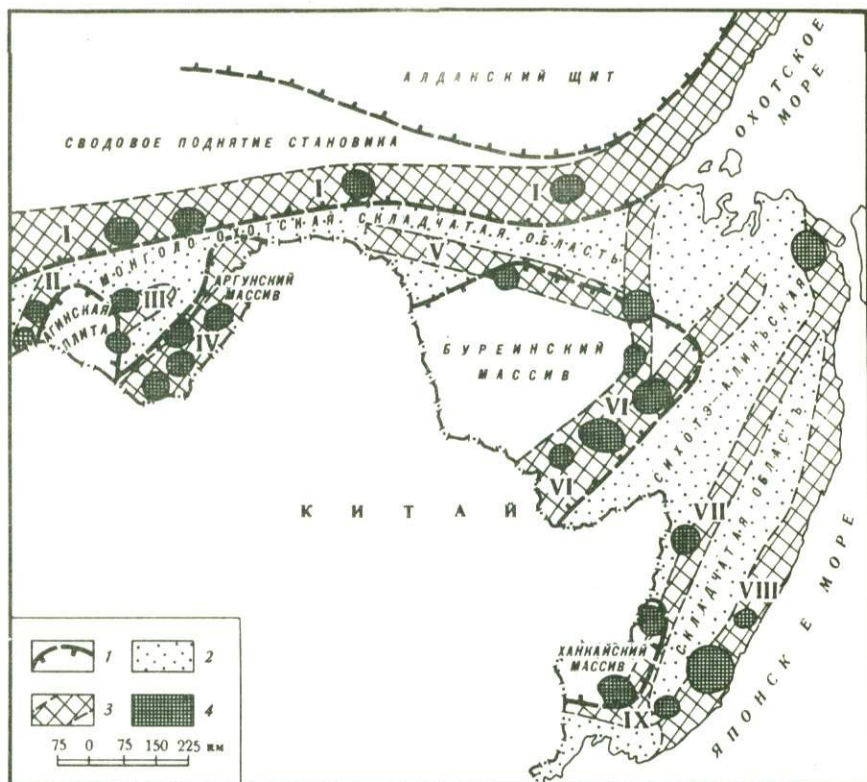 АЛДАНСКИЙ ЩИТ
ОХОТСКОЕ
МОРЕ
СВОДОВОЕ ПОДНЯТИЕ СТАНОВИКА
I
I
I
МОНГОЛО-ОХОТСКАЯ СКЛАДЧАТАЯ ОБЛАСТЬ
V
II
III
АРГУНСКИЙ
МАССИВ
АГИНСКАЯ
ПЛИТА
IV
БУРЕИНСКИЙ
МАССИВ
VI
VI
СИХОТЭ-АЛИНЬСКАЯ
СКЛАДЧАТАЯ ОБЛАСТЬ
КИТАЙ
VII
VIII
ХАНКАЙСКИЙ
МАССИВ
IX
ЯПОНСК Е МОРЕ
1
2
3
4
75 0 75 150 225 км